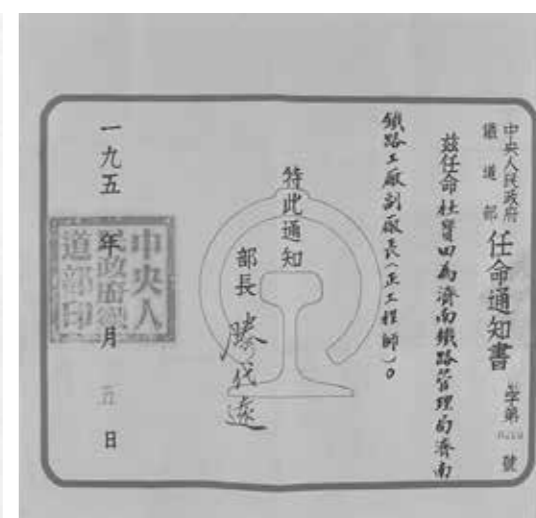 中央人民政府
鐵道部
任命通知書
字第
號
茲任命杜寶田為濟南鐵路管理局濟南
鐵路工廠副廠長(正工程師)。
特此通知
部長 滕代遠
一九五 年 月 五 日
中央人
民政府鐵
道部印